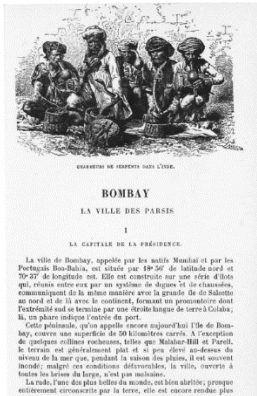 CHARMEURS DE SERPENTS DANS L'INDE.
BOMBAY
LA VILLE DES PARSIS
I
LA CAPITALE DE LA PRÉSIDENCE.
La ville de Bombay, appelée par les natifs Mumbaï et par les
Portugais Boa-Bahia, est située par 18° 56' de latitude nord et
70° 37' de longitude est. Elle est construite sur une série d'îlots
qui, réunis entre eux par un système de digues et de chaussées,
communiquent de la même manière avec la grande île de Salsette
au nord et de là avec le continent, formant un promontoire dont
l'extrémité sud se termine par une étroite langue de terre à Colaba;
là, un phare indique l'entrée du port.
Cette péninsule, qu'on appelle encore aujourd'hui l'île de Bom-
bay, couvre une superficie de 50 kilomètres carrés. A l'exception
de quelques collines rocheuses, telles que Malabar-Hill et Parell,
le terrain est généralement plat et si peu élevé au-dessus du
niveau de la mer que, pendant la saison des pluies, il est souvent
inondé; malgré ces conditions défavorables, la ville, ouverte à
toutes les brises du large, n'est pas malsaine.
La rade, l'une des plus belles du monde, est bien abritée; presque
entièrement circonscrite par la terre, elle est encore rendue plus